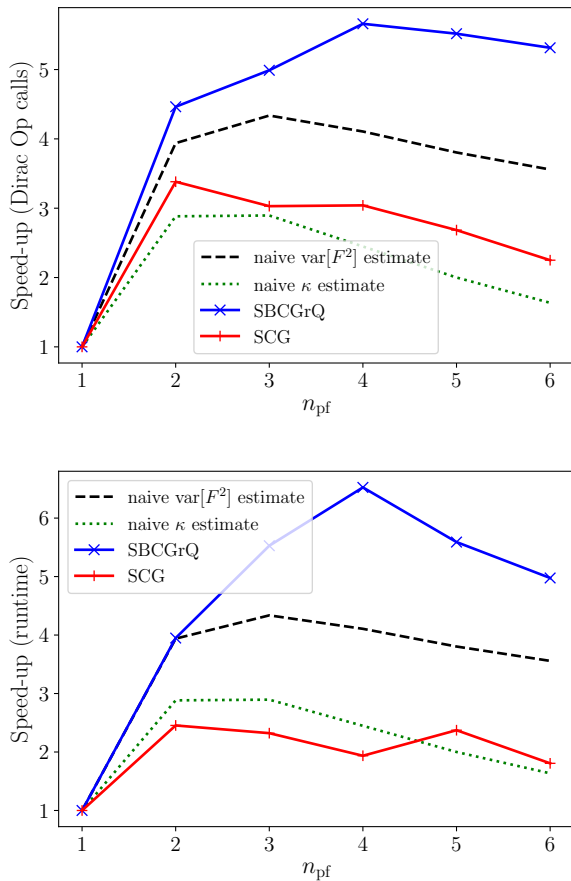 Speed-up (Dirac Op calls)
5
4
3
2
1
naive var[F²] estimate
naive κ estimate
SBCGrQ
SCG
1 2 3 4 5 6
n_pf
Speed-up (runtime)
6
5
4
3
2
1
naive var[F²] estimate
naive κ estimate
SBCGrQ
SCG
1 2 3 4 5 6
n_pf